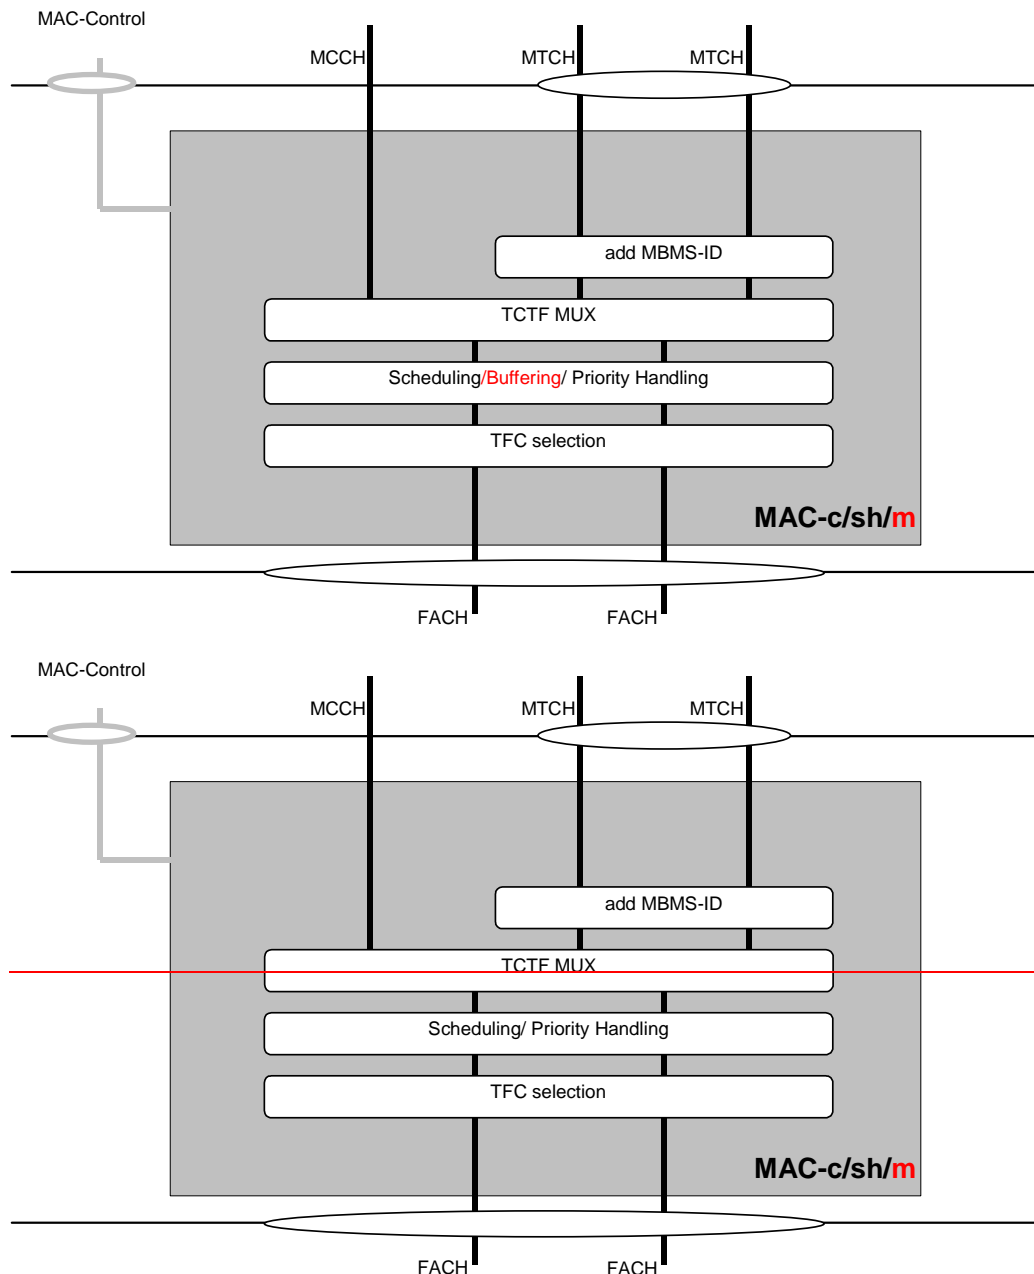 MAC-Control
MCCH
MTCH
MTCH
add MBMS-ID
TCTF MUX
Scheduling/Buffering/ Priority Handling
TFC selection
MAC-c/sh/m
FACH
FACH
MAC-Control
MCCH
MTCH
MTCH
add MBMS-ID
TCTF MUX
Scheduling/ Priority Handling
TFC selection
MAC-c/sh/m
FACH
FACH